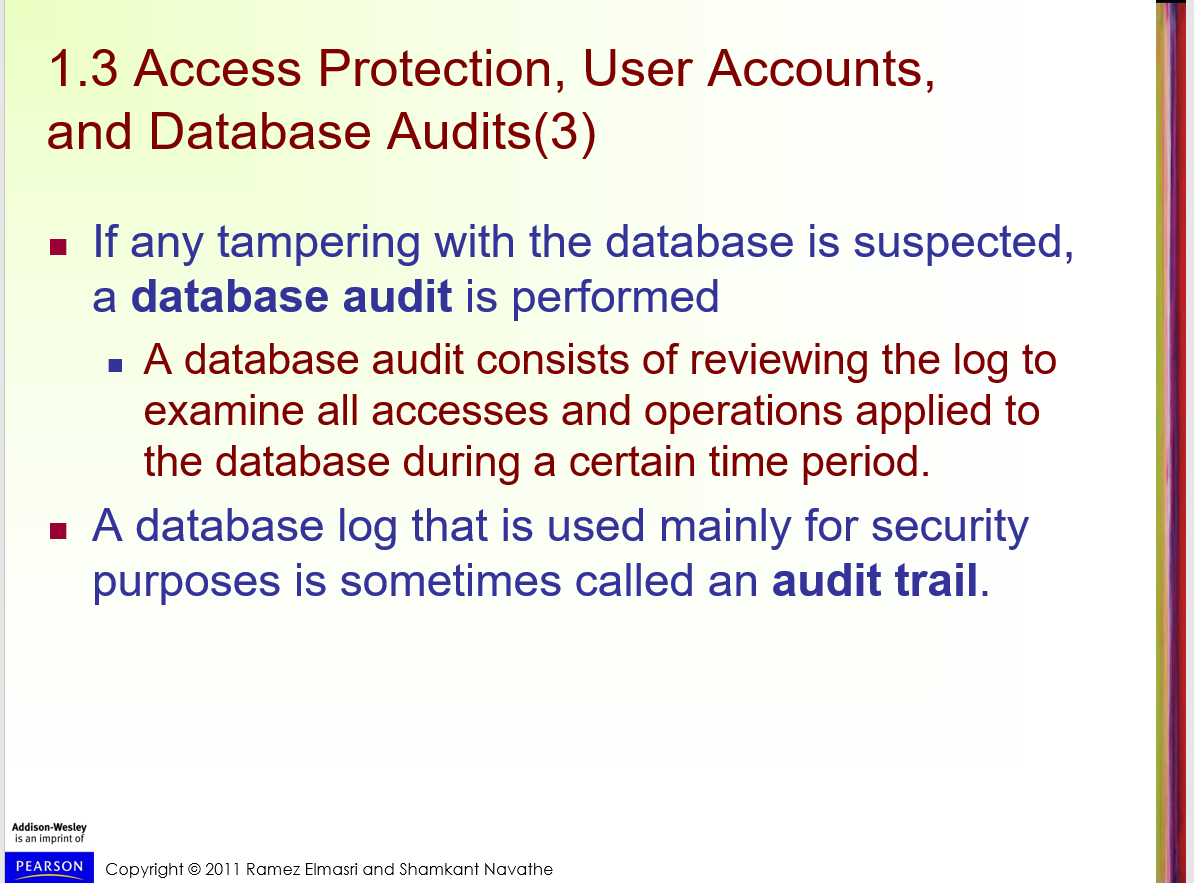 1.3 Access Protection, User Accounts,
and Database Audits(3)
If any tampering with the database is suspected,
a database audit is performed
A database audit consists of reviewing the log to
examine all accesses and operations applied to
the database during a certain time period.
A database log that is used mainly for security
purposes is sometimes called an audit trail.
Addison-Wesley
is an imprint of
PEARSON
Copyright © 2011 Ramez Elmasri and Shamkant Navathe